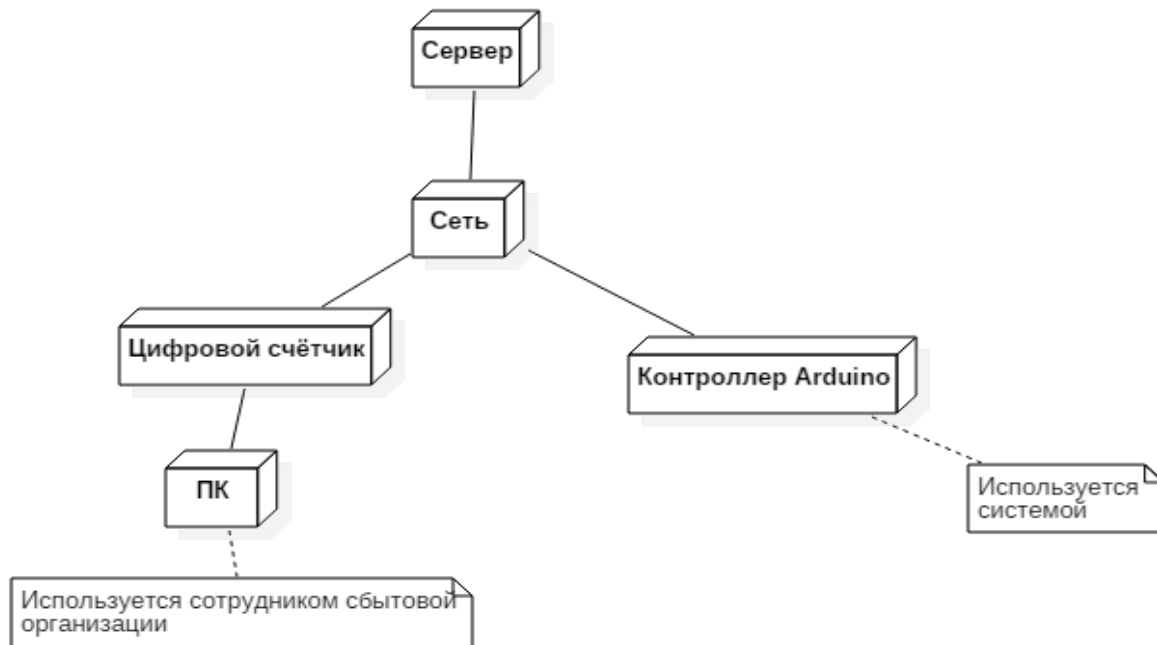 Сервер
Сеть
Цифровой счётчик
Контроллер Arduino
ПК
Используется
системой
Используется сотрудником сбытовой
организации